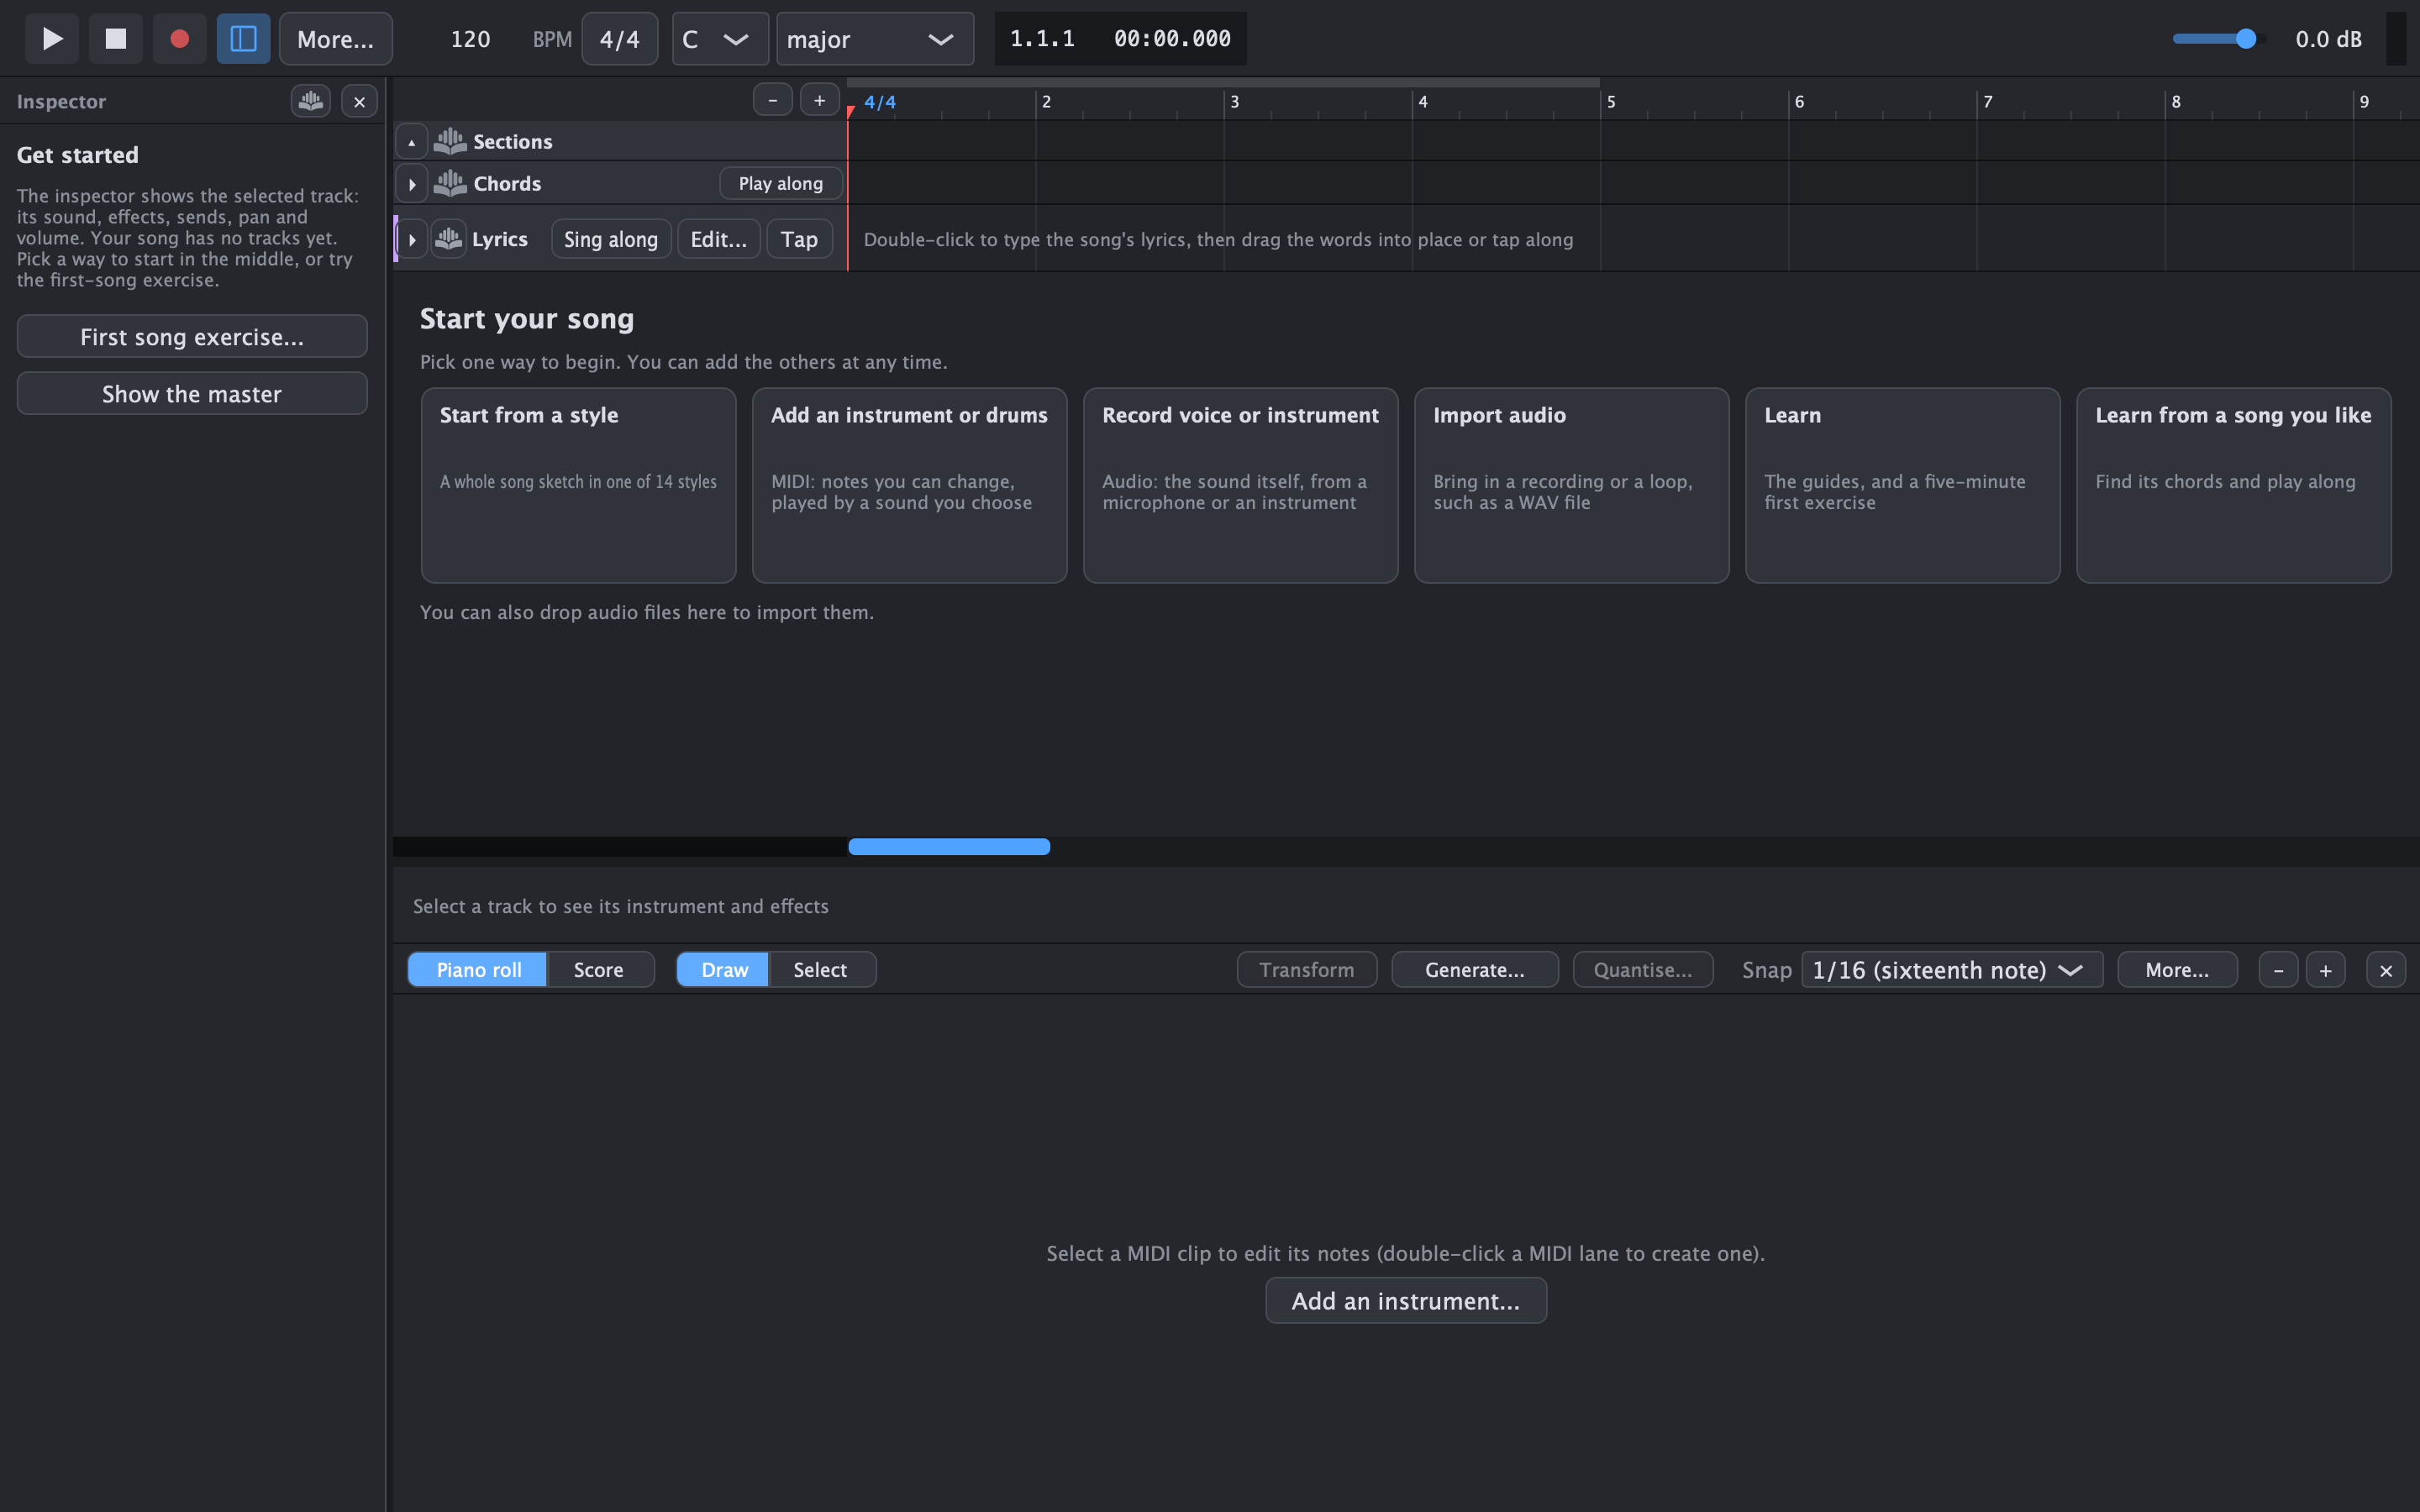 More...
120 BPM
4/4
C
major
1.1.1 00:00.000
0.0 dB
Inspector
Get started
The inspector shows the selected track:
its sound, effects, sends, pan and
volume. Your song has no tracks yet.
Pick a way to start in the middle, or try
the first-song exercise.
First song exercise...
Show the master
- +
4/4 2 3 4 5 6 7 8 9
Sections
Chords
Play along
Lyrics
Sing along
Edit...
Tap
Double-click to type the song's lyrics, then drag the words into place or tap along
Start your song
Pick one way to begin. You can add the others at any time.
Start from a style
A whole song sketch in one of 14 styles
Add an instrument or drums
MIDI: notes you can change,
played by a sound you choose
Record voice or instrument
Audio: the sound itself, from a
microphone or an instrument
Import audio
Bring in a recording or a loop,
such as a WAV file
Learn
The guides, and a five-minute
first exercise
Learn from a song you like
Find its chords and play along
You can also drop audio files here to import them.
Select a track to see its instrument and effects
Piano roll
Score
Draw
Select
Transform
Generate...
Quantise...
Snap
1/16 (sixteenth note)
More...
- +
Select a MIDI clip to edit its notes (double-click a MIDI lane to create one).
Add an instrument...